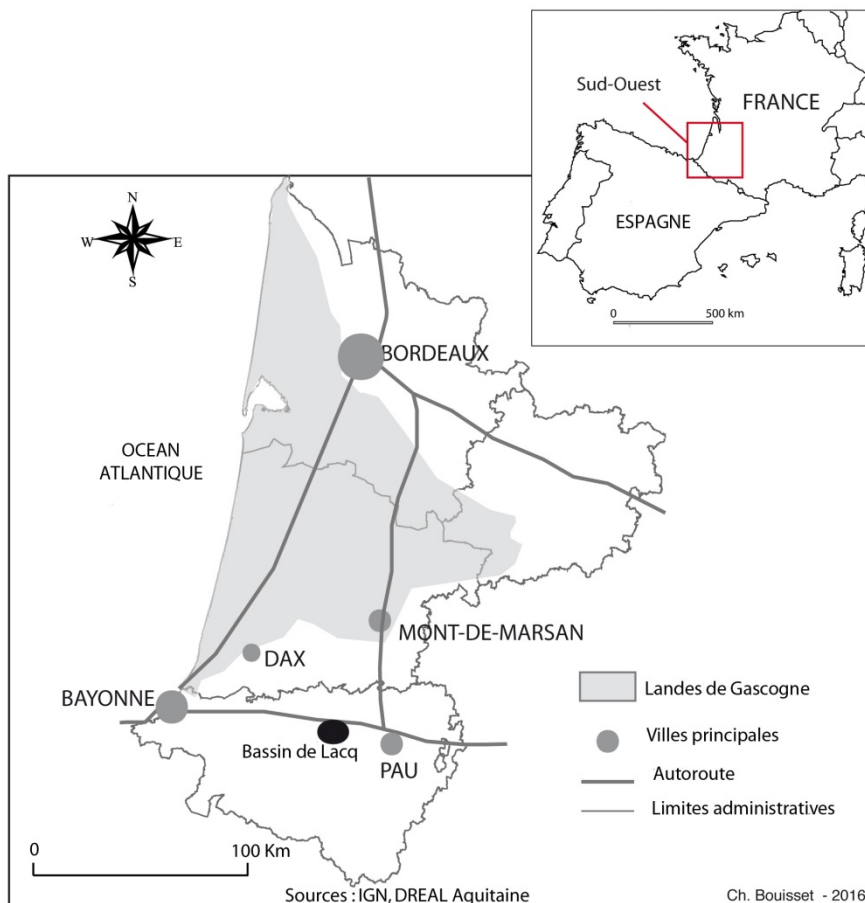 Sud-Ouest
FRANCE
ESPAGNE
0 500 km
N
W E
S
BORDEAUX
OCEAN
ATLANTIQUE
MONT-DE-MARSAN
DAX
BAYONNE
Bassin de Lacq
PAU
Landes de Gascogne
Villes principales
Autoroute
Limites administratives
0 100 Km
Sources : IGN, DREAL Aquitaine
Ch. Bouisset - 2016